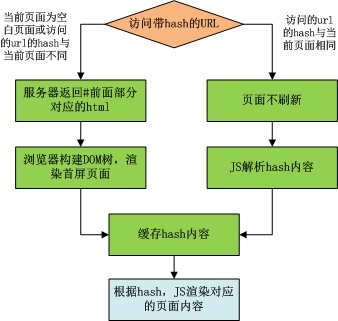 访问带hash的URL
当前页面为空
白页面或访问
的url的hash与
当前页面不同
访问的url
的hash与当
前页面相同
服务器返回#前面部分
对应的html
页面不刷新
浏览器构建DOM树，渲
染首屏页面
JS解析hash内容
缓存hash内容
根据hash，JS渲染对应
的页面内容